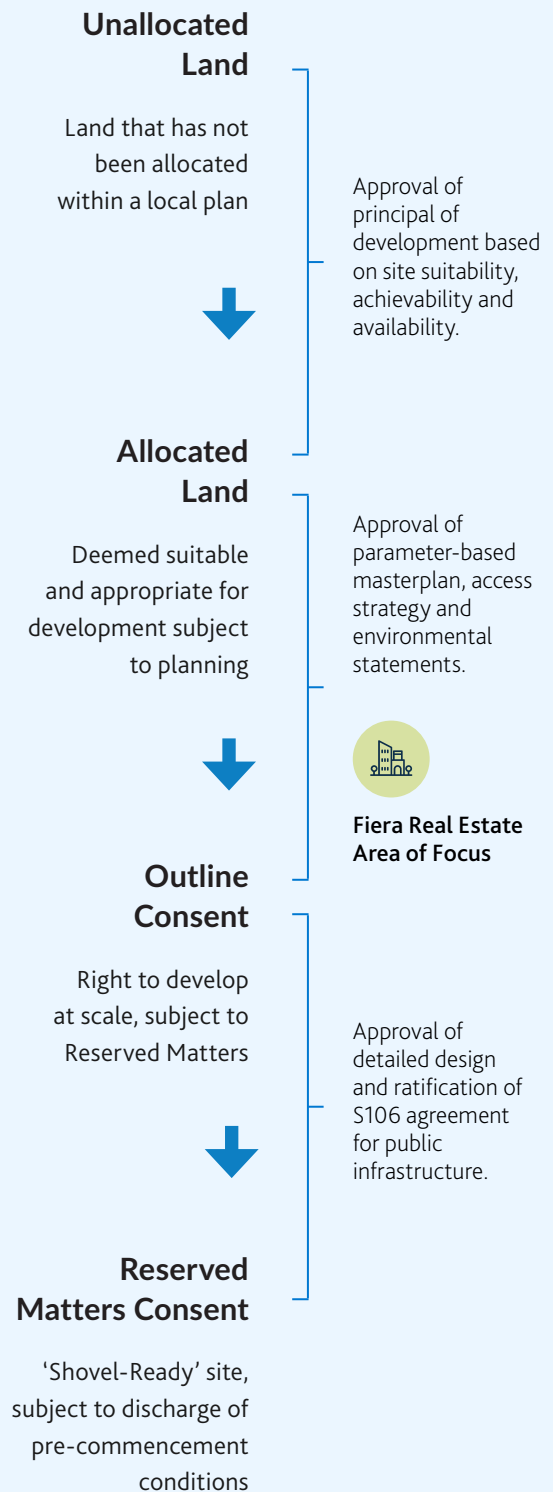 Unallocated
Land
Land that has not
been allocated
within a local plan
Approval of
principal of
development based
on site suitability,
achievability and
availability.
Allocated
Land
Deemed suitable
and appropriate for
development subject
to planning
Approval of
parameter-based
masterplan, access
strategy and
environmental
statements.
Fiera Real Estate
Area of Focus
Outline
Consent
Right to develop
at scale, subject to
Reserved Matters
Approval of
detailed design
and ratification of
S106 agreement
for public
infrastructure.
Reserved
Matters Consent
‘Shovel-Ready’ site,
subject to discharge of
pre-commencement
conditions